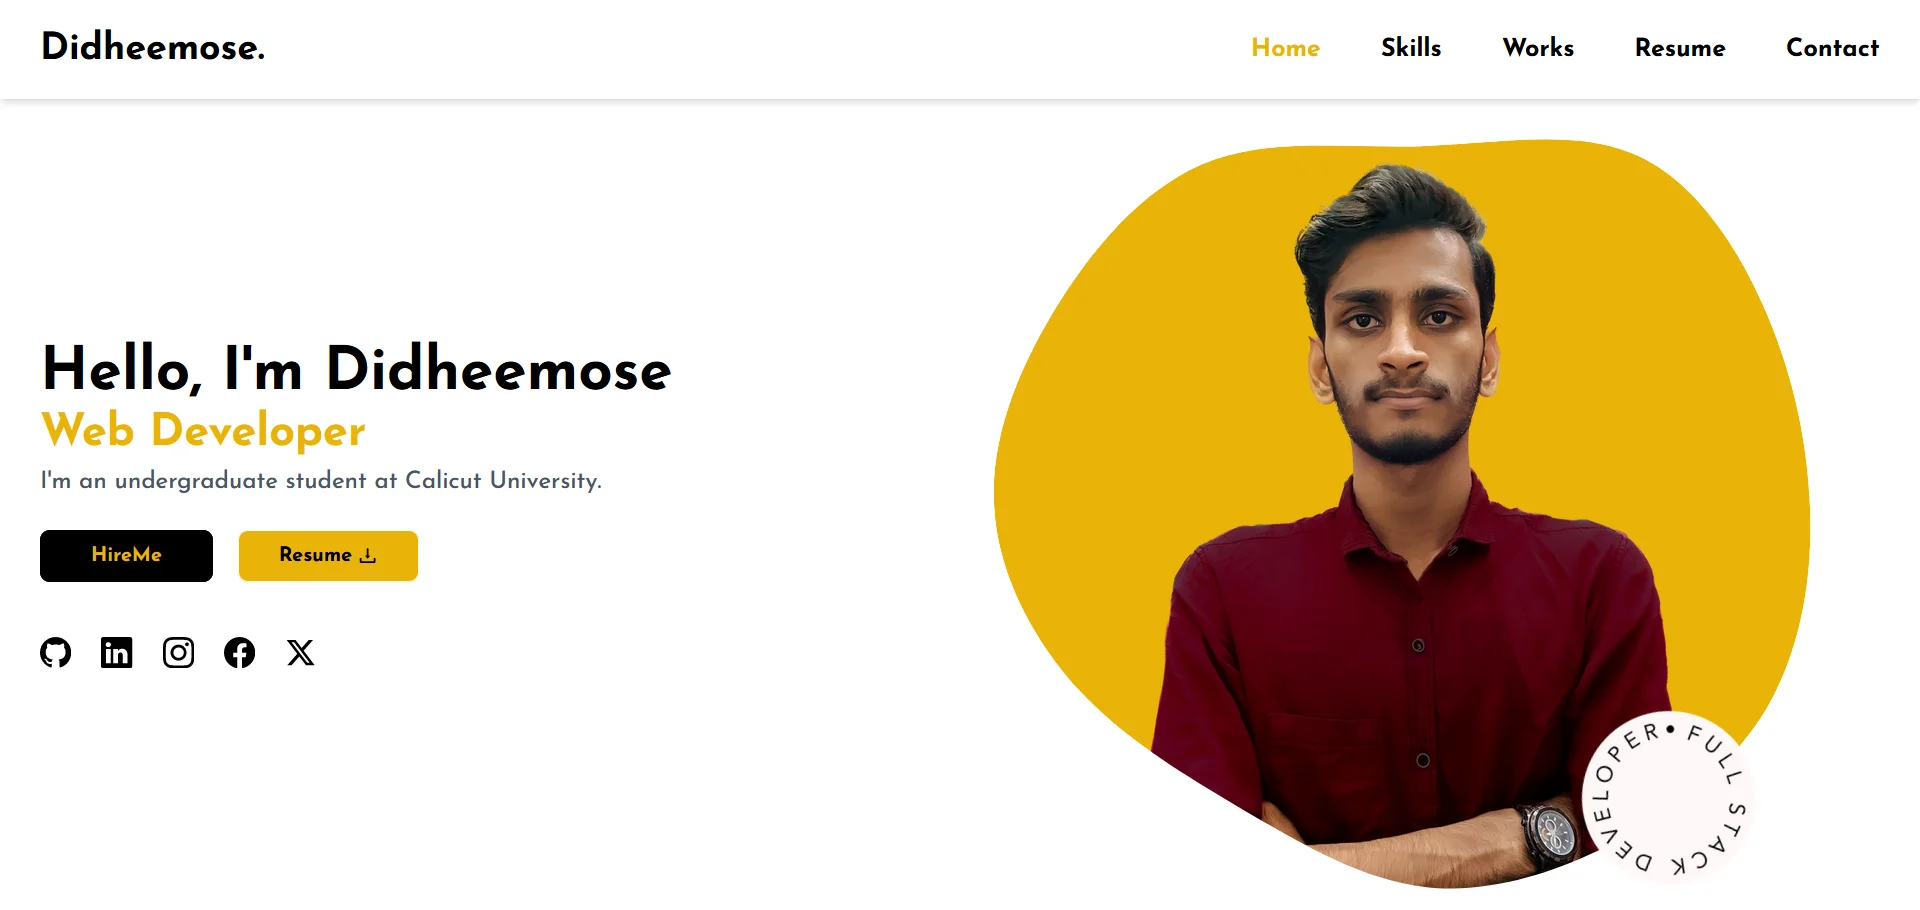 Didheemose.
Home Skills Works Resume Contact
Hello, I'm Didheemose
Web Developer
I'm an undergraduate student at Calicut University.
HireMe Resume
in
• FULL STACK DEVELOPER